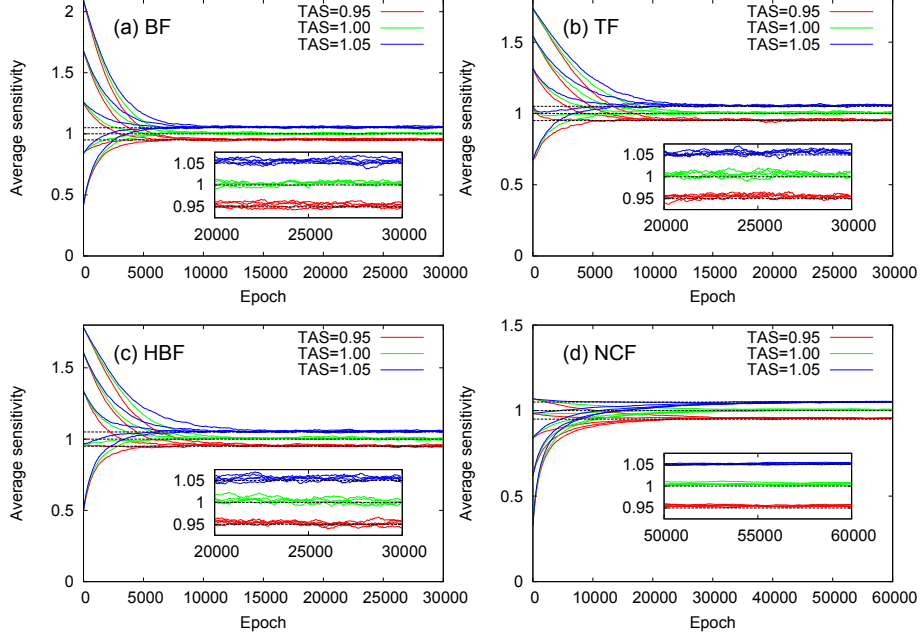 (a) BF
TAS=0.95
TAS=1.00
TAS=1.05
Average sensitivity
2
1.5
1
0.5
0
1.05
1
0.95
20000 25000 30000
0 5000 10000 15000 20000 25000 30000
Epoch
(b) TF
TAS=0.95
TAS=1.00
TAS=1.05
Average sensitivity
1.5
1
0.5
0
1.05
1
0.95
20000 25000 30000
0 5000 10000 15000 20000 25000 30000
Epoch
(c) HBF
TAS=0.95
TAS=1.00
TAS=1.05
Average sensitivity
1.5
1
0.5
0
1.05
1
0.95
20000 25000 30000
0 5000 10000 15000 20000 25000 30000
Epoch
(d) NCF
TAS=0.95
TAS=1.00
TAS=1.05
Average sensitivity
1.5
1
0.5
0
1.05
1
0.95
50000 60000
0 10000 20000 30000 40000 50000 60000
Epoch